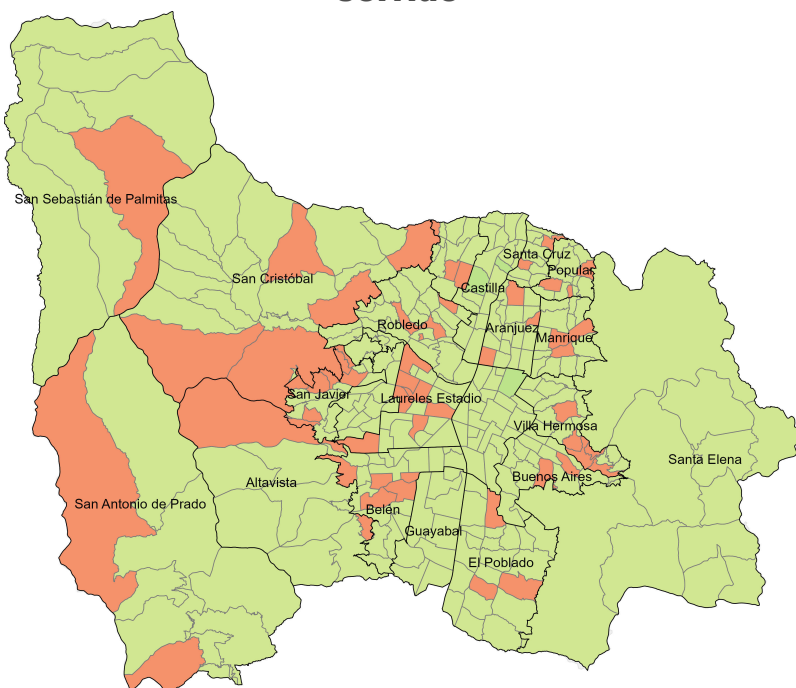 San Sebastián de Palmitas
San Cristóbal
Santa Cruz
Popular
Castilla
Robledo
Aranjuez
Manrique
San Javier
Laureles Estadio
Villa Hermosa
Santa Elena
Altavista
Buenos Aires
San Antonio de Prado
Belén
Guayabal
El Poblado